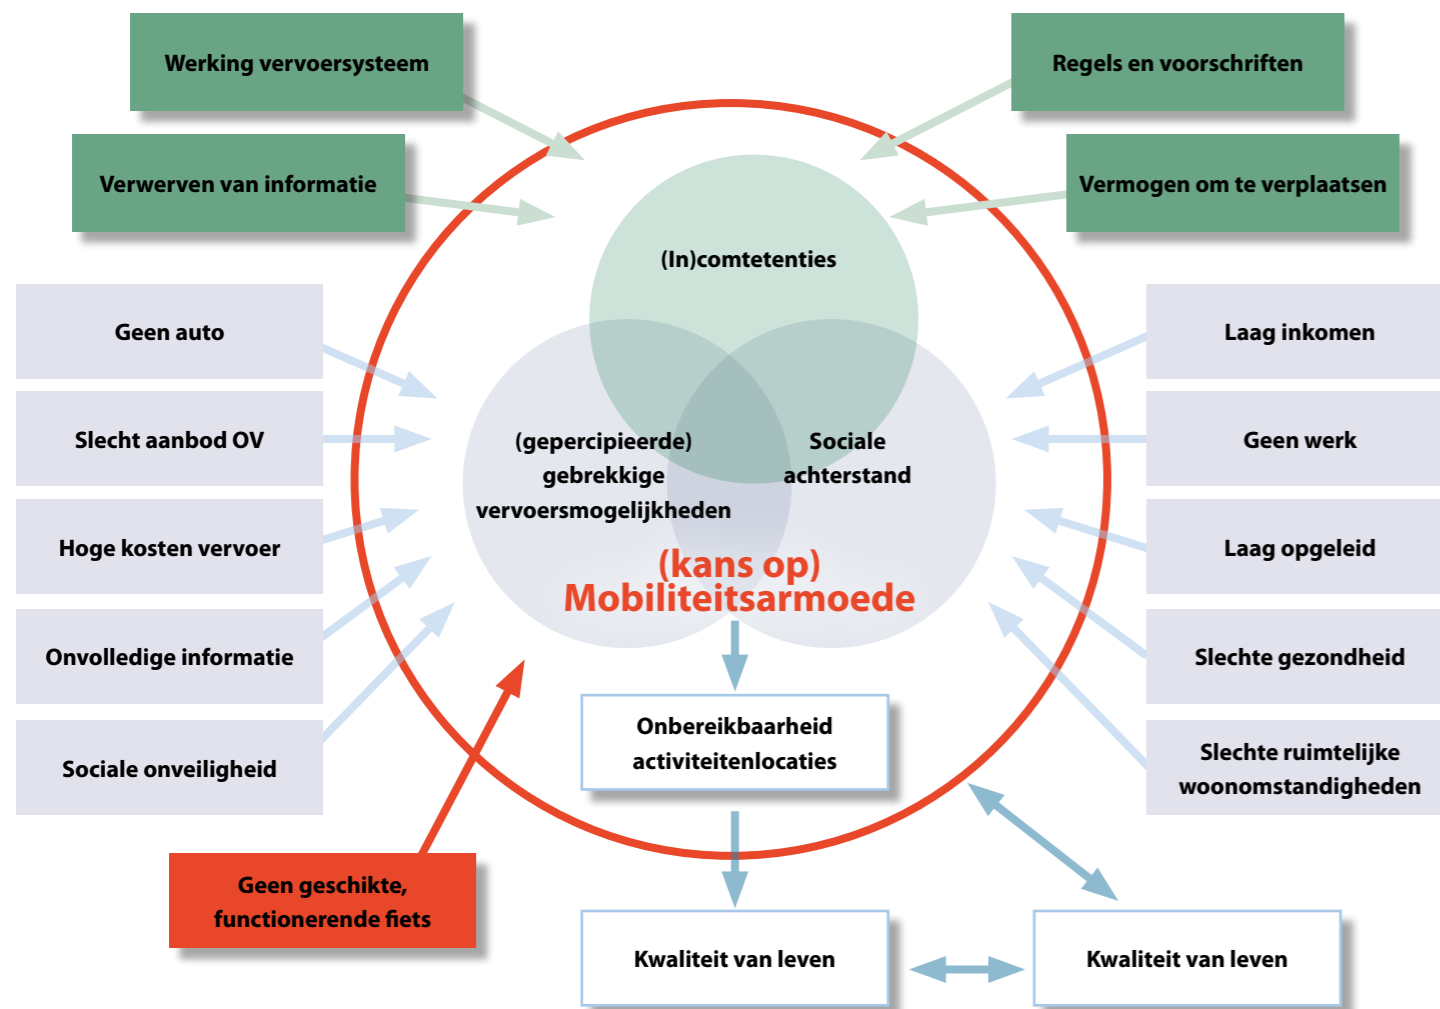 Werking vervoersysteem
Regels en voorschriften
Verwerven van informatie
Vermogen om te verplaatsen
(In)comtetenties
Geen auto
Slecht aanbod OV
Hoge kosten vervoer
Onvolledige informatie
Sociale onveiligheid
(gepercipieerde)
gebrekkige
vervoersmogelijkheden
Sociale
achterstand
Laag inkomen
Geen werk
Laag opgeleid
Slechte gezondheid
Slechte ruimtelijke
woonomstandigheden
(kans op)
Mobiliteitsarmoede
Onbereikbaarheid
activiteitenlocaties
Geen geschikte,
functionerende fiets
Kwaliteit van leven
Kwaliteit van leven